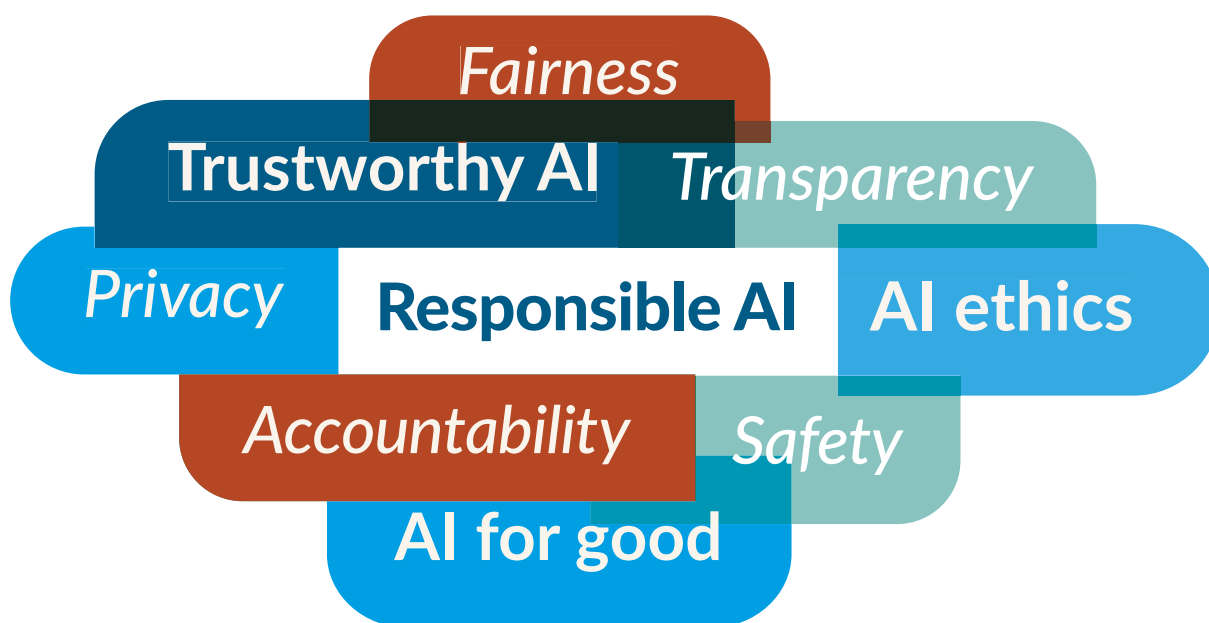 Fairness
Trustworthy AI
Transparency
Privacy
Responsible AI
AI ethics
Accountability
Safety
AI for good